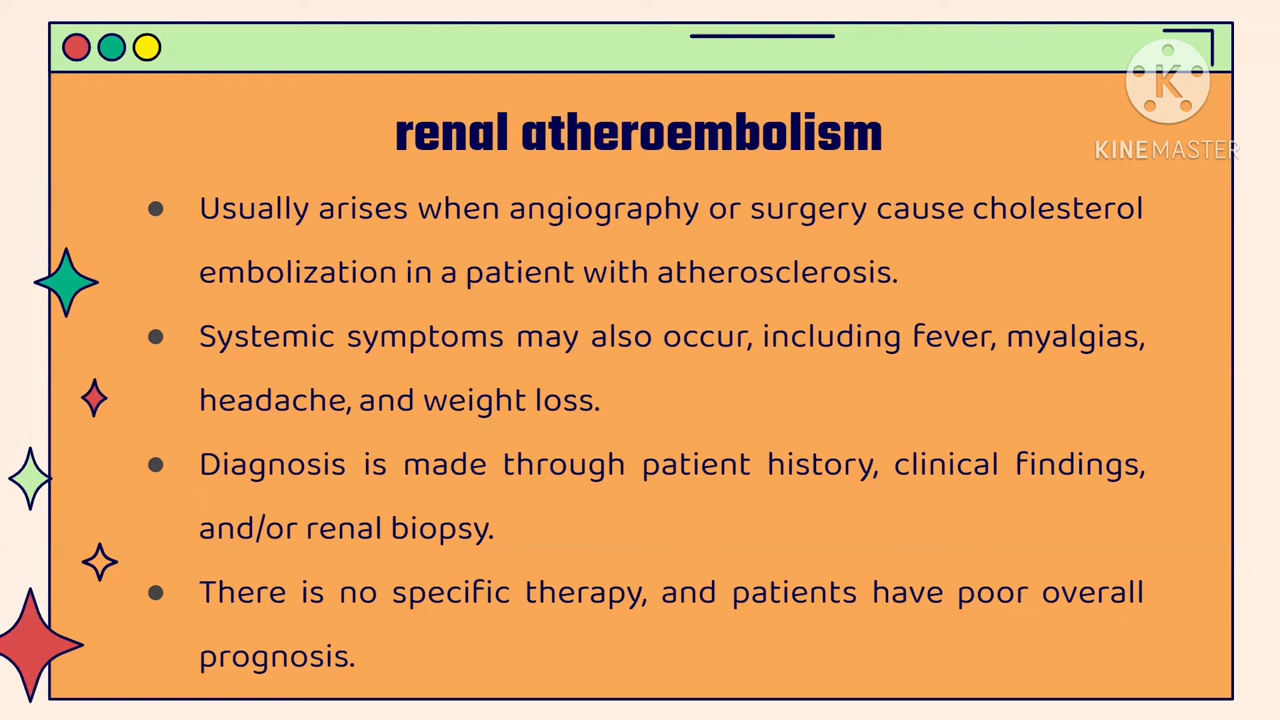 K
KINEMASTER
renal atheroembolism
● Usually arises when angiography or surgery cause cholesterol
embolization in a patient with atherosclerosis.
● Systemic symptoms may also occur, including fever, myalgias,
headache, and weight loss.
● Diagnosis is made through patient history, clinical findings,
and/or renal biopsy.
● There is no specific therapy, and patients have poor overall
prognosis.